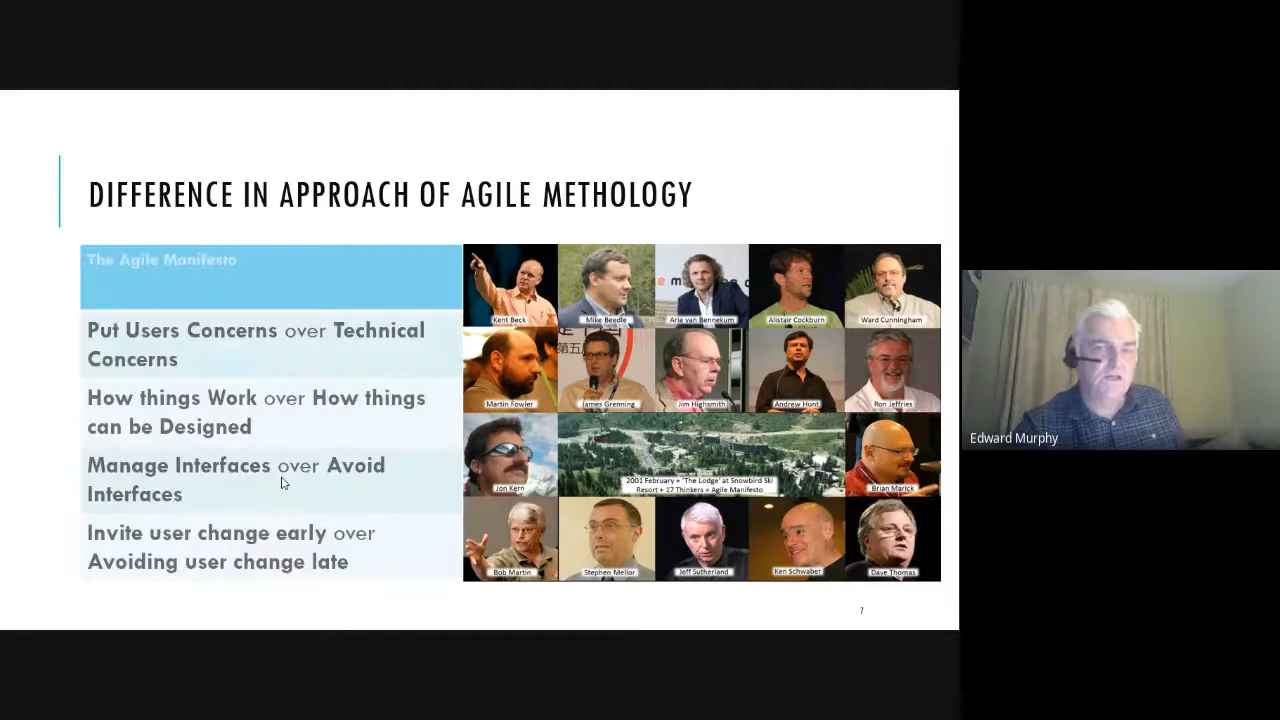 DIFFERENCE IN APPROACH OF AGILE METHOLOGY
The Agile Manifesto
Put Users Concerns over Technical
Concerns
How things Work over How things
can be Designed
Manage Interfaces over Avoid
Interfaces
Invite user change early over
Avoiding user change late
Kent Beck
Mike Beedle
Arie van Bennekum
Alistair Cockburn
Ward Cunningham
Martin Fowler
James Grenning
Jim Highsmith
Andrew Hunt
Ron Jeffries
Jon Kern
2001 February + 'The Lodge' at Snowbird Ski
Resort + 17 Thinkers = Agile Manifesto
Brian Marick
Bob Martin
Stephen Mellor
Jeff Sutherland
Ken Schwaber
Dave Thomas
7
Edward Murphy